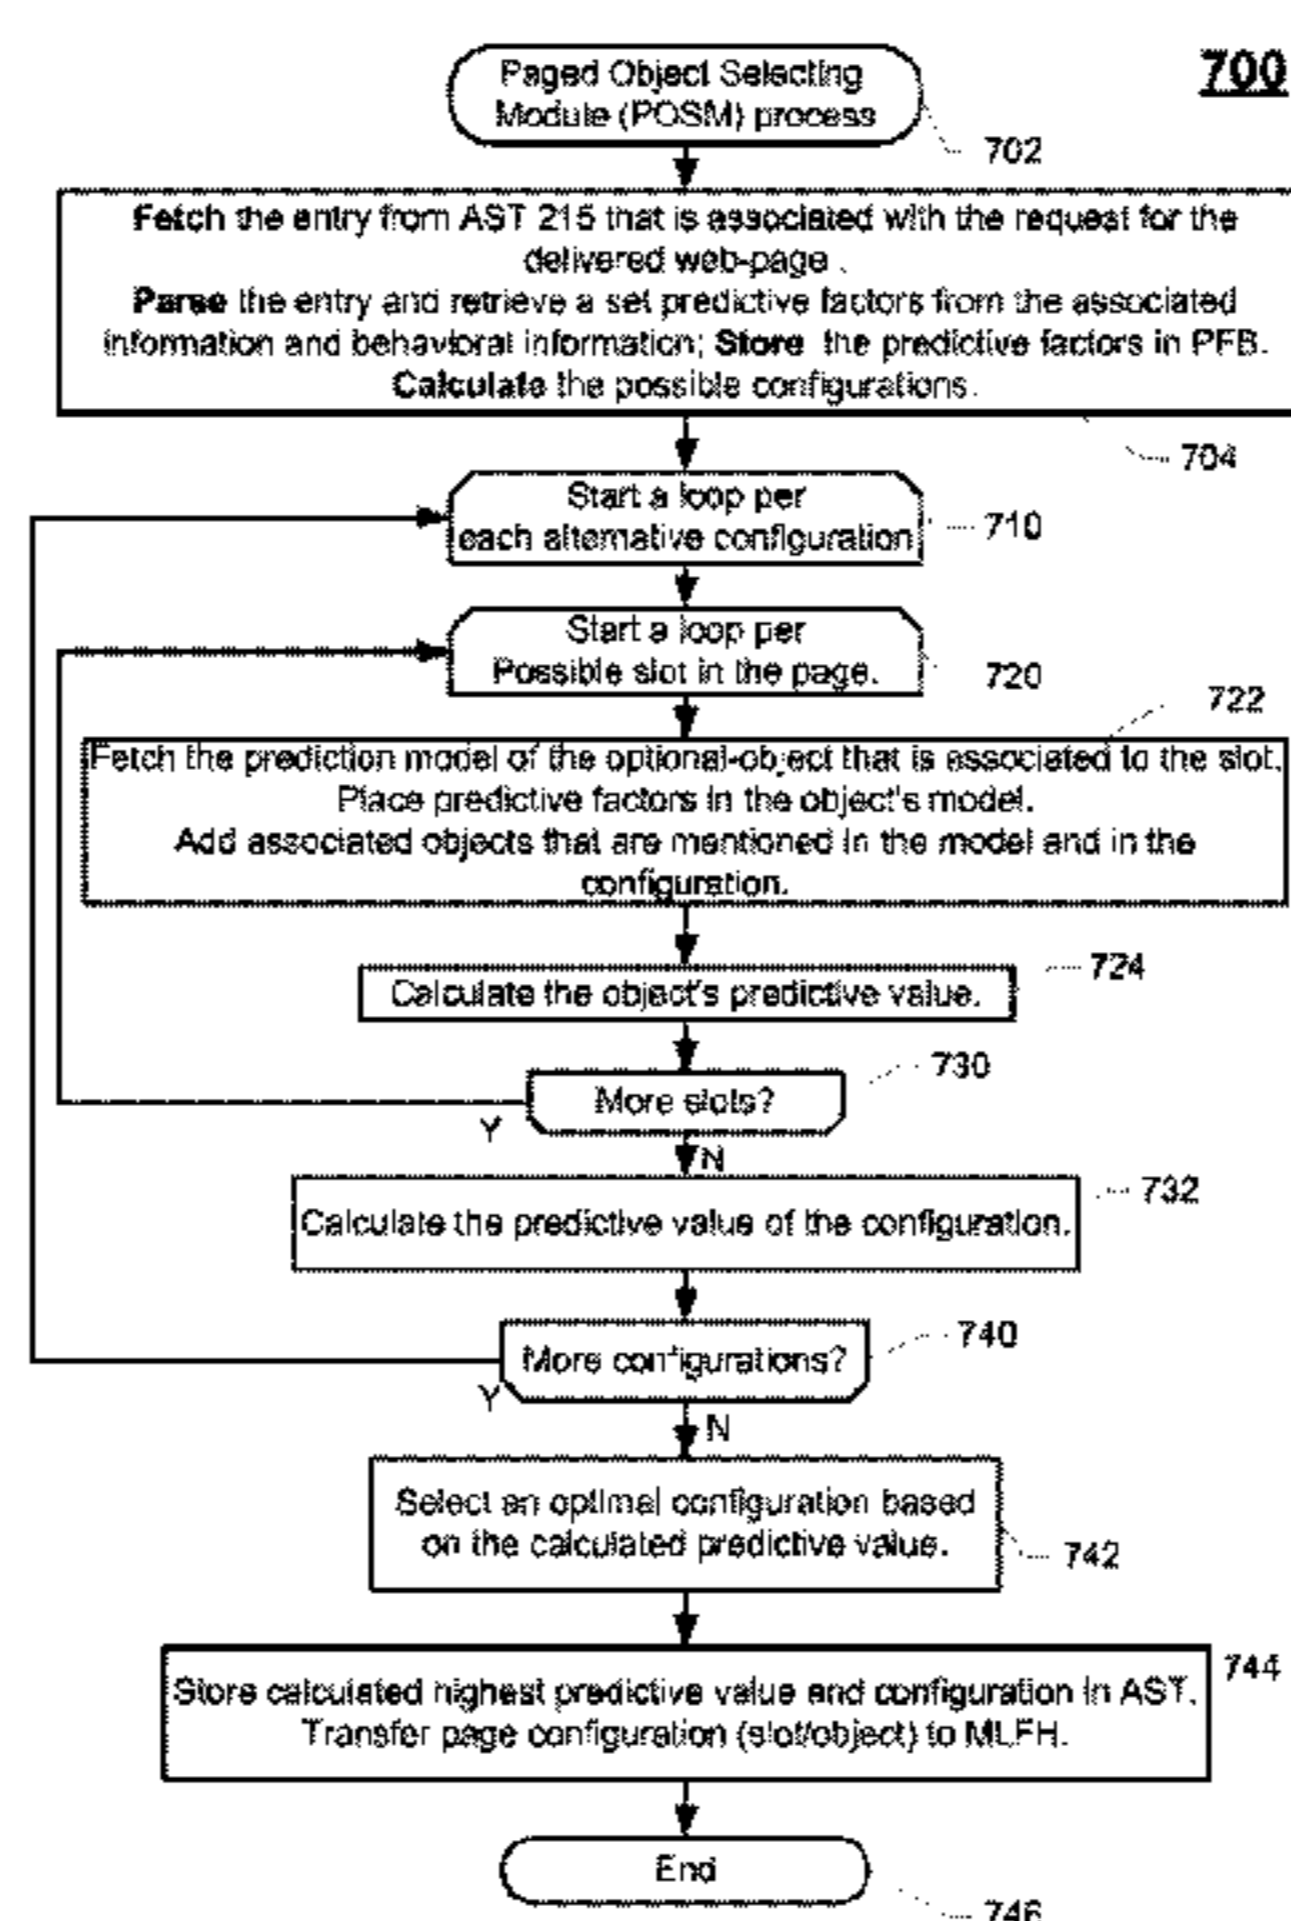 700
Paged Object Selecting
Module (POSM) process
702
Fetch the entry from AST 215 that is associated with the request for the
delivered web-page .
Parse the entry and retrieve a set predictive factors from the associated
information and behavioral information; Store the predictive factors in PFB.
Calculate the possible configurations.
704
Start a loop per
each alternative configuration
710
Start a loop per
Possible slot in the page.
720
722
Fetch the prediction model of the optional-object that is associated to the slot.
Place predictive factors in the object's model.
Add associated objects that are mentioned in the model and in the
configuration.
724
Calculate the object's predictive value.
730
More slots?
Y
N
732
Calculate the predictive value of the configuration.
740
More configurations?
Y
N
Select an optimal configuration based
on the calculated predictive value.
742
744
Store calculated highest predictive value and configuration in AST.
Transfer page configuration (slot/object) to MLFH.
End
746